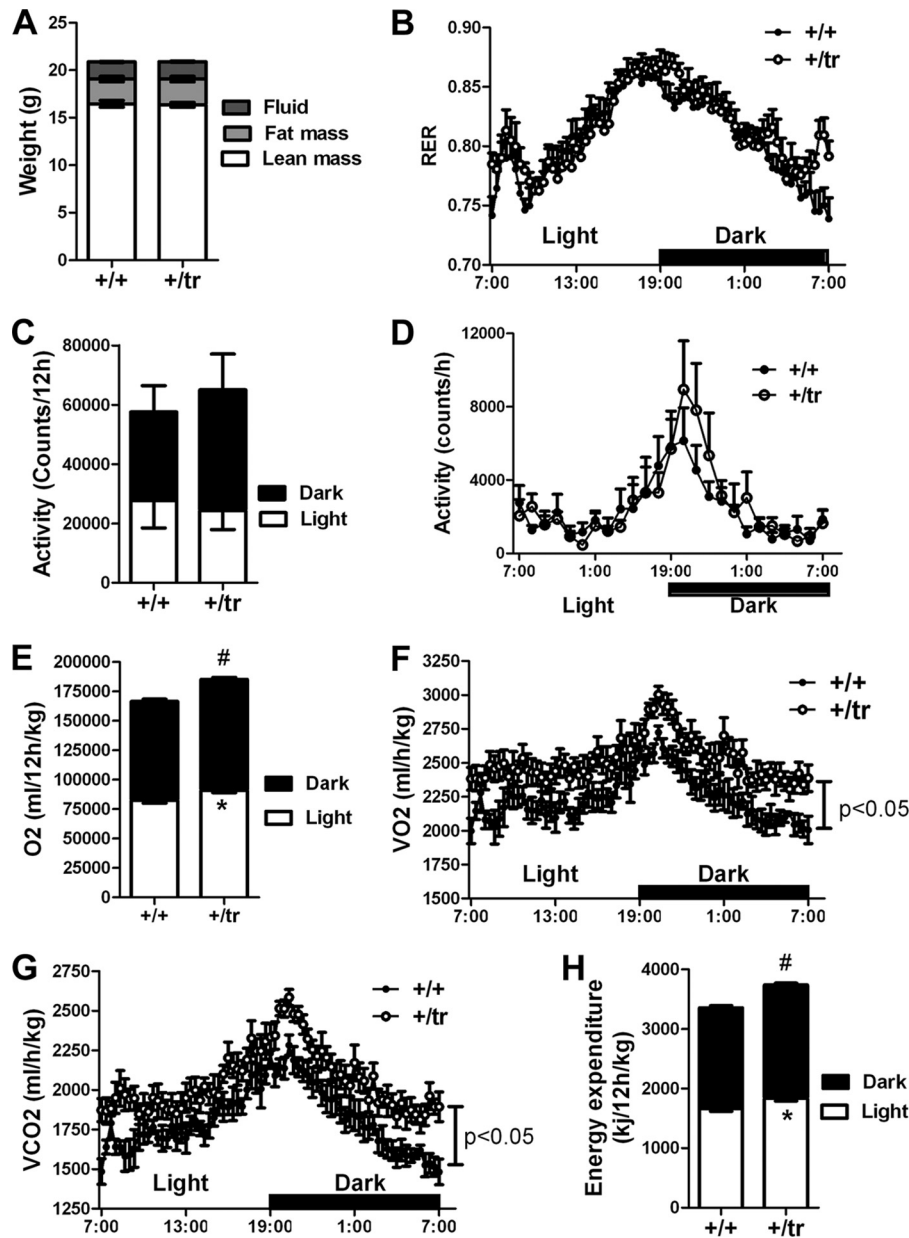 A
Weight (g)
25
20
15
10
5
0
+/+
+/tr
Fluid
Fat mass
Lean mass
B
RER
0.90
0.85
0.80
0.75
0.70
+/+
+/tr
Light
Dark
7:00
13:00
19:00
1:00
7:00
C
Activity (Counts/12h)
80000
60000
40000
20000
0
+/+
+/tr
Dark
Light
D
Activity (counts/h)
12000
8000
4000
0
+/+
+/tr
7:00
1:00
19:00
1:00
7:00
Light
Dark
E
O2 (ml/12h/kg)
200000
175000
150000
125000
100000
75000
50000
25000
0
#
*
+/+
+/tr
Dark
Light
F
VO2 (ml/h/kg)
3250
3000
2750
2500
2250
2000
1750
1500
+/+
+/tr
p<0.05
Light
Dark
7:00
13:00
19:00
1:00
7:00
G
VCO2 (ml/h/kg)
2750
2500
2250
2000
1750
1500
1250
+/+
+/tr
p<0.05
Light
Dark
7:00
13:00
19:00
1:00
7:00
H
Energy expenditure
(kj/12h/kg)
4000
3000
2000
1000
0
#
*
+/+
+/tr
Dark
Light